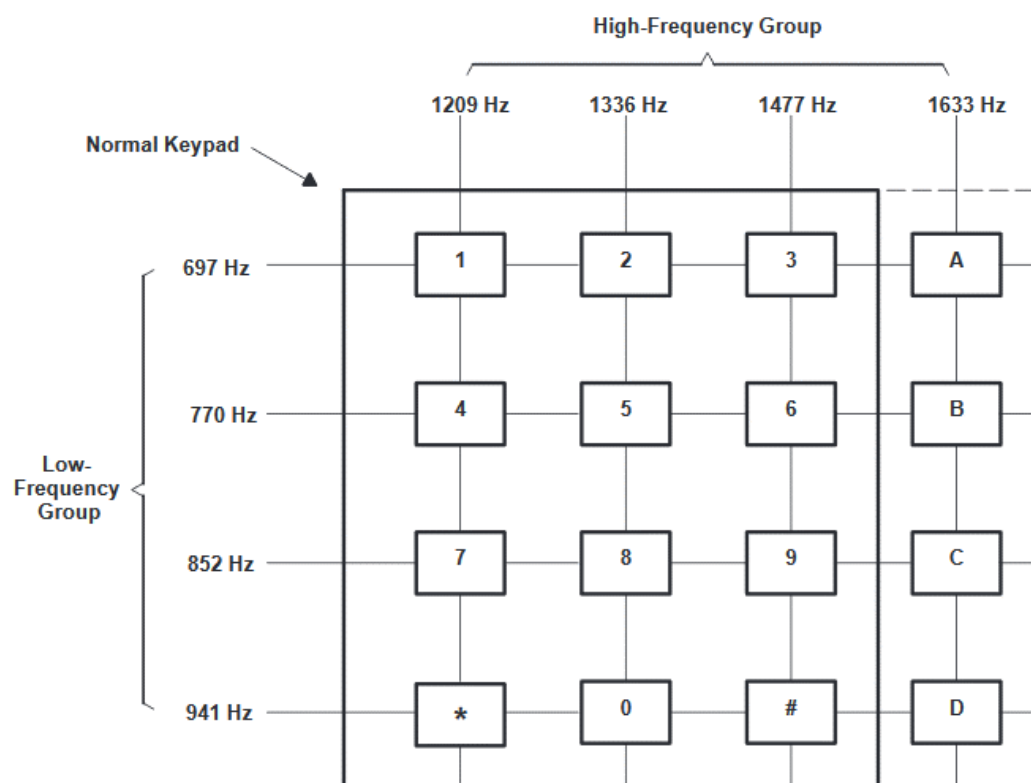 High-Frequency Group
1209 Hz 1336 Hz 1477 Hz 1633 Hz
Normal Keypad
697 Hz 1 2 3 A
770 Hz 4 5 6 B
Low-
Frequency
Group
852 Hz 7 8 9 C
941 Hz * 0 # D